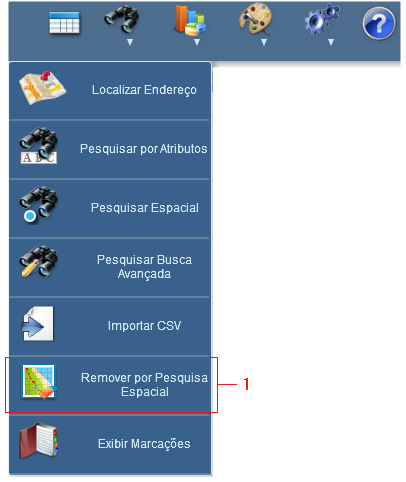 ?
Localizar Endereço
ABC
Pesquisar por Atributos
Pesquisar Espacial
Pesquisar Busca
Avançada
Importar CSV
Remover por Pesquisa
Espacial
1
Exibir Marcações